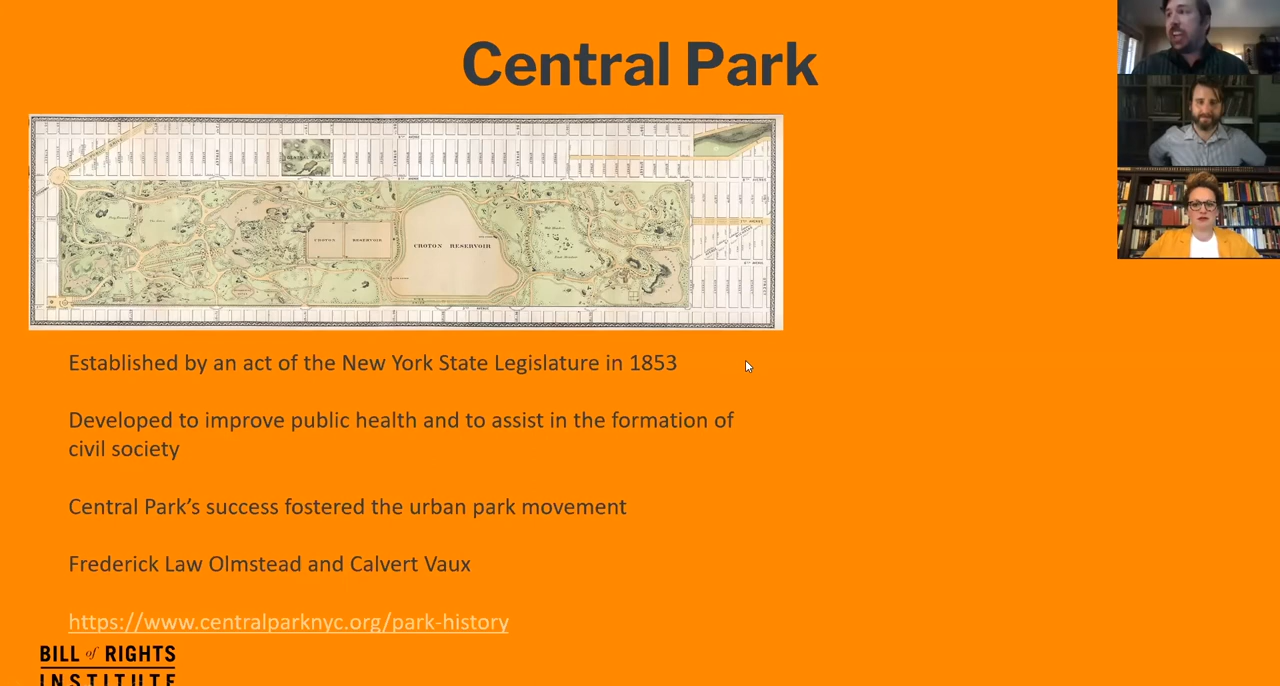 Central Park
CROTON RESERVOIR
CROTON RESERVOIR
Established by an act of the New York State Legislature in 1853
Developed to improve public health and to assist in the formation of
civil society
Central Park’s success fostered the urban park movement
Frederick Law Olmstead and Calvert Vaux
https://www.centralparknyc.org/park-history
BILL of RIGHTS
INSTITUTE